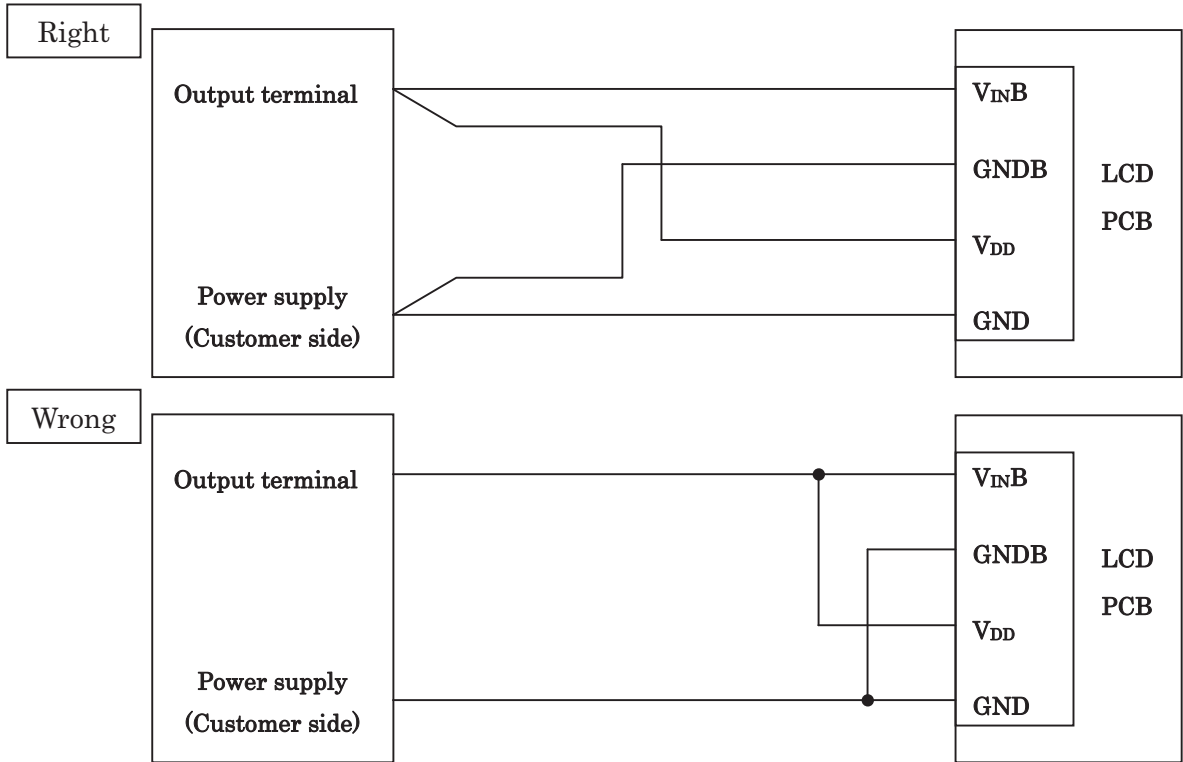 Right
Output terminal
Power supply
(Customer side)
VINB
GNDB
VDD
GND
LCD
PCB
Wrong
Output terminal
Power supply
(Customer side)
VINB
GNDB
VDD
GND
LCD
PCB